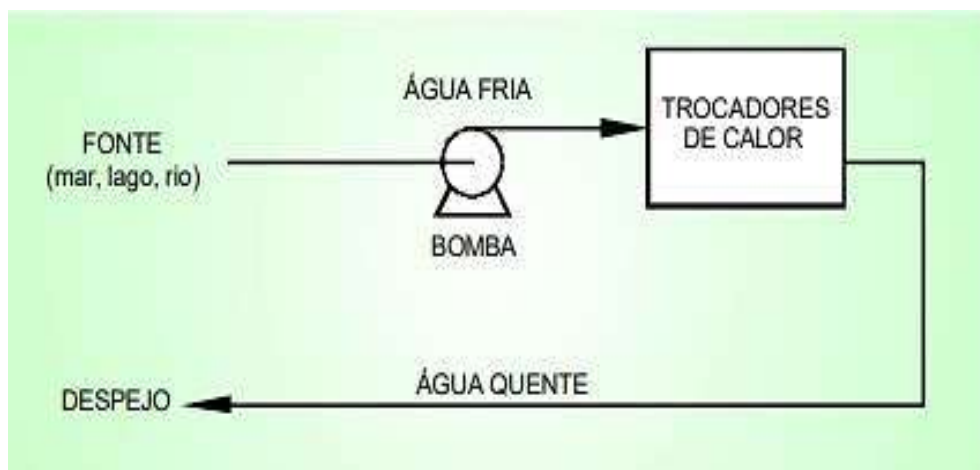 ÁGUA FRIA
TROCADORES
DE CALOR
FONTE
(mar, lago, rio)
BOMBA
ÁGUA QUENTE
DESPEJO